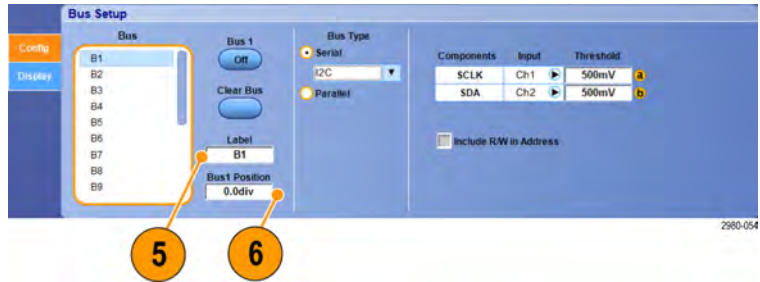 Bus Setup
Config
Display
Bus
B1
B2
B3
B4
B5
B6
B7
B8
B9
Bus 1
Off
Clear Bus
Label
B1
Bus1 Position
0.0div
Bus Type
Serial
I2C
Parallel
Components Input Threshold
SCLK Ch1 500mV a
SDA Ch2 500mV b
Include R/W in Address
5
6
2980-054